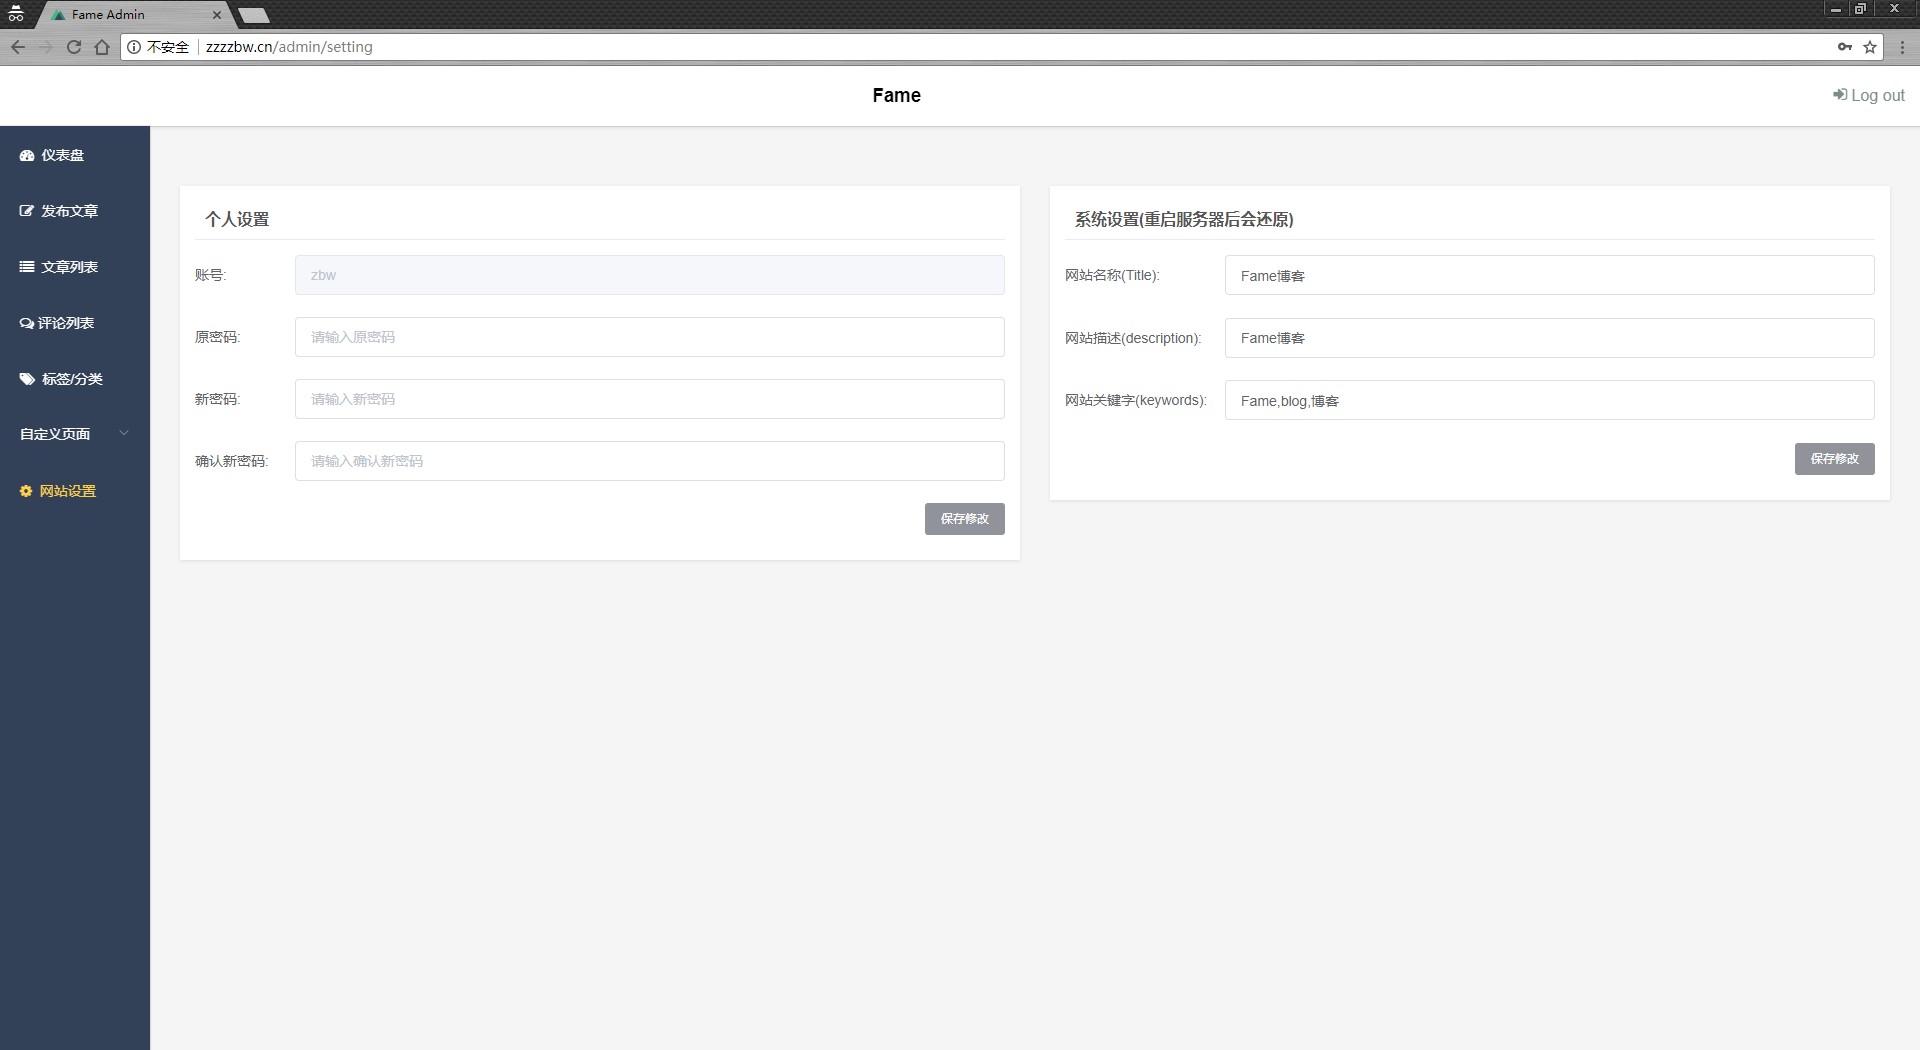 Fame Admin
不安全 zzzzbw.cn/admin/setting
Fame
Log out
仪表盘
发布文章
文章列表
评论列表
标签/分类
自定义页面
网站设置
个人设置
账号: zbw
原密码: 请输入原密码
新密码: 请输入新密码
确认新密码: 请输入确认新密码
保存修改
系统设置(重启服务器后会还原)
网站名称(Title): Fame博客
网站描述(description): Fame博客
网站关键字(keywords): Fame,blog,博客
保存修改